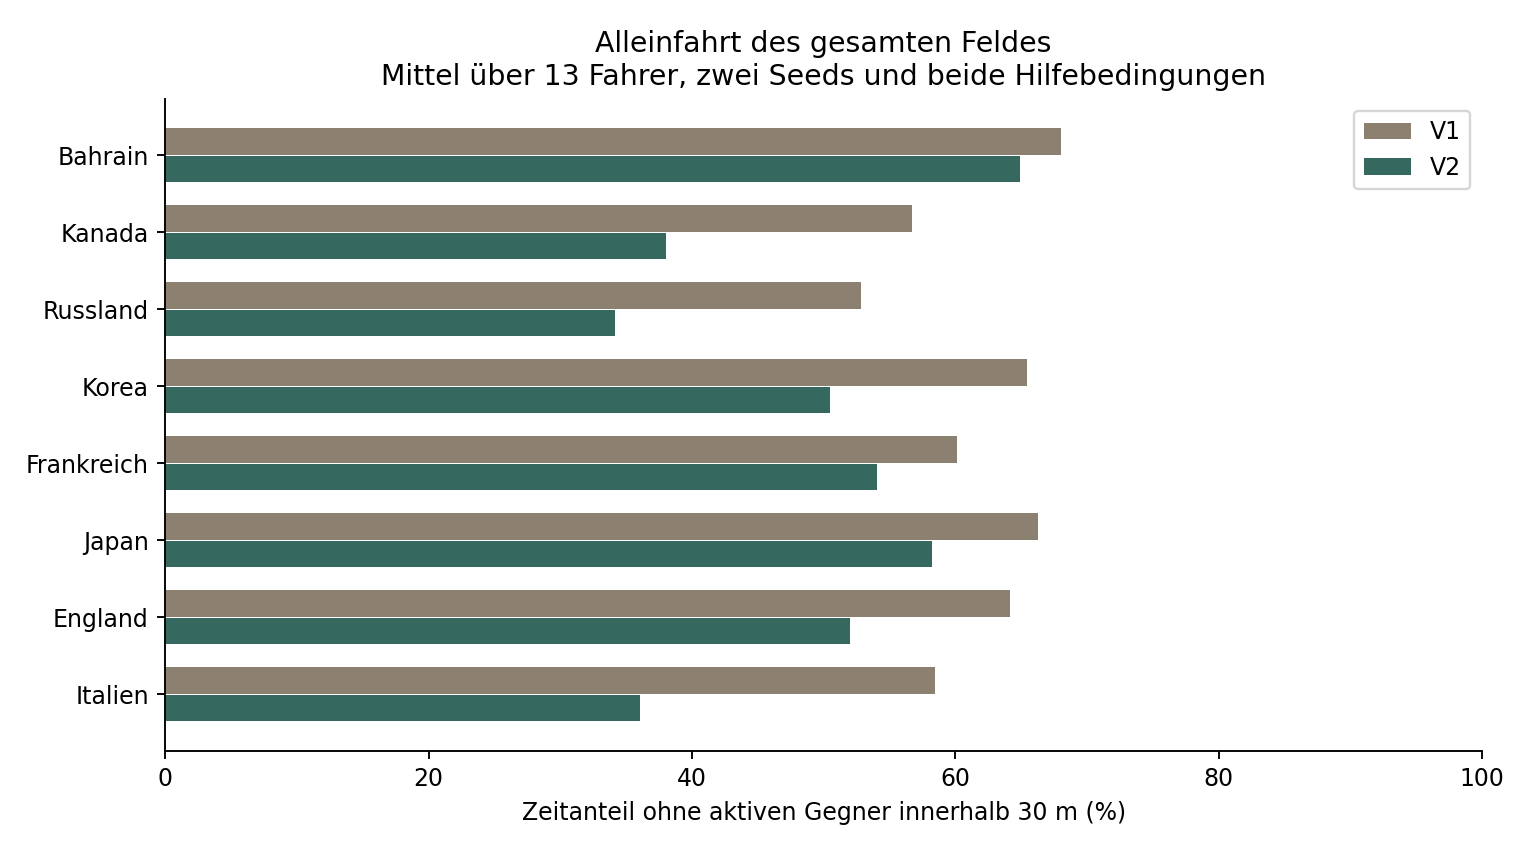 Alleinfahrt des gesamten Feldes
Mittel über 13 Fahrer, zwei Seeds und beide Hilfebedingungen
V1
V2
Bahrain
Kanada
Russland
Korea
Frankreich
Japan
England
Italien
0 20 40 60 80 100
Zeitanteil ohne aktiven Gegner innerhalb 30 m (%)